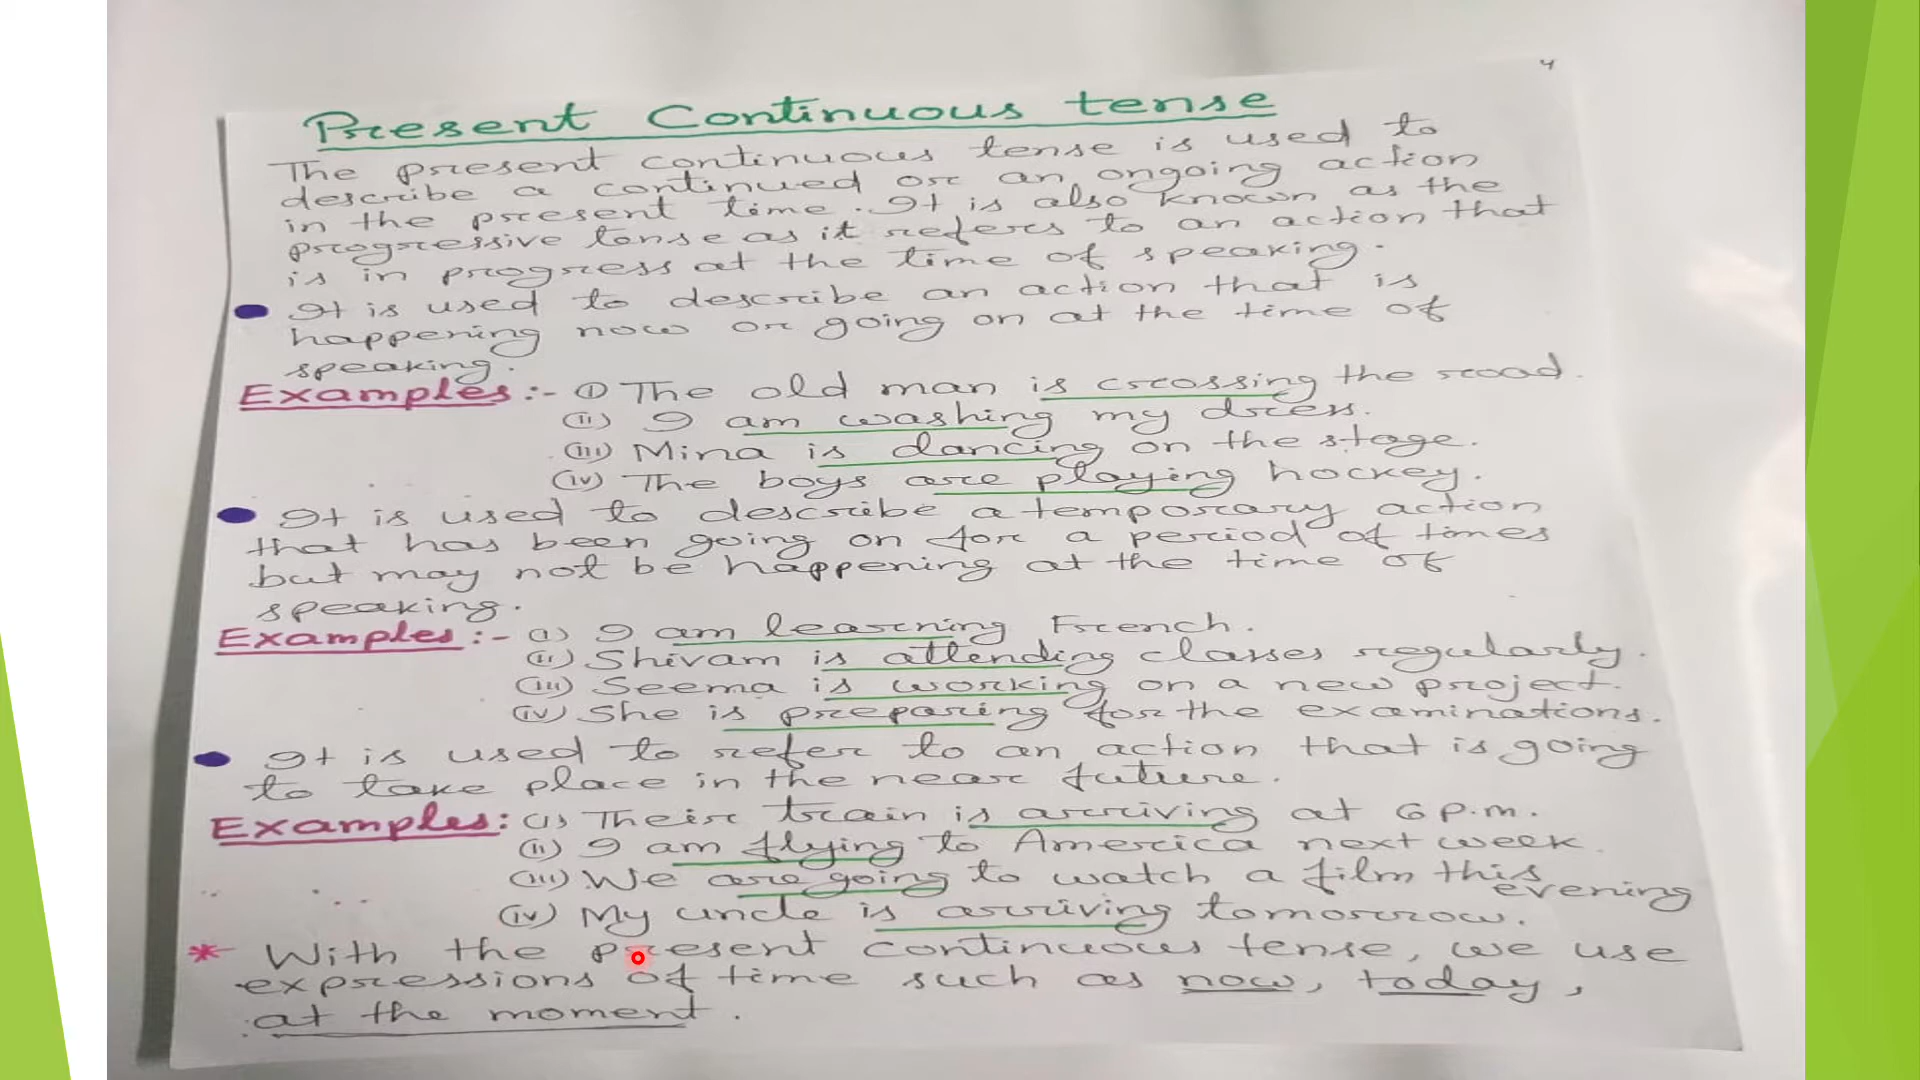 4
Present Continuous tense
The present continuous tense is used to
describe a continued or an ongoing action
in the present time. It is also known as the
progressive tense as it refers to an action that
is in progress at the time of speaking.
It is used to describe an action that is
happening now or going on at the time of
speaking.
Examples:- (i) The old man is crossing the road.
(ii) I am washing my dress.
(iii) Mina is dancing on the stage.
(iv) The boys are playing hockey.
It is used to describe a temporary action
that has been going on for a period of times
but may not be happening at the time of
speaking.
Examples:- (i) I am learning French.
(ii) Shivam is attending classes regularly.
(iii) Seema is working on a new project.
(iv) She is preparing for the examinations.
It is used to refer to an action that is going
to take place in the near future.
Examples: (i) Their train is arriving at 6 p.m.
(ii) I am flying to America next week.
(iii) We are going to watch a film this
evening
(iv) My uncle is arriving tomorrow.
* With the present continuous tense, we use
expressions of time such as now, today,
at the moment.